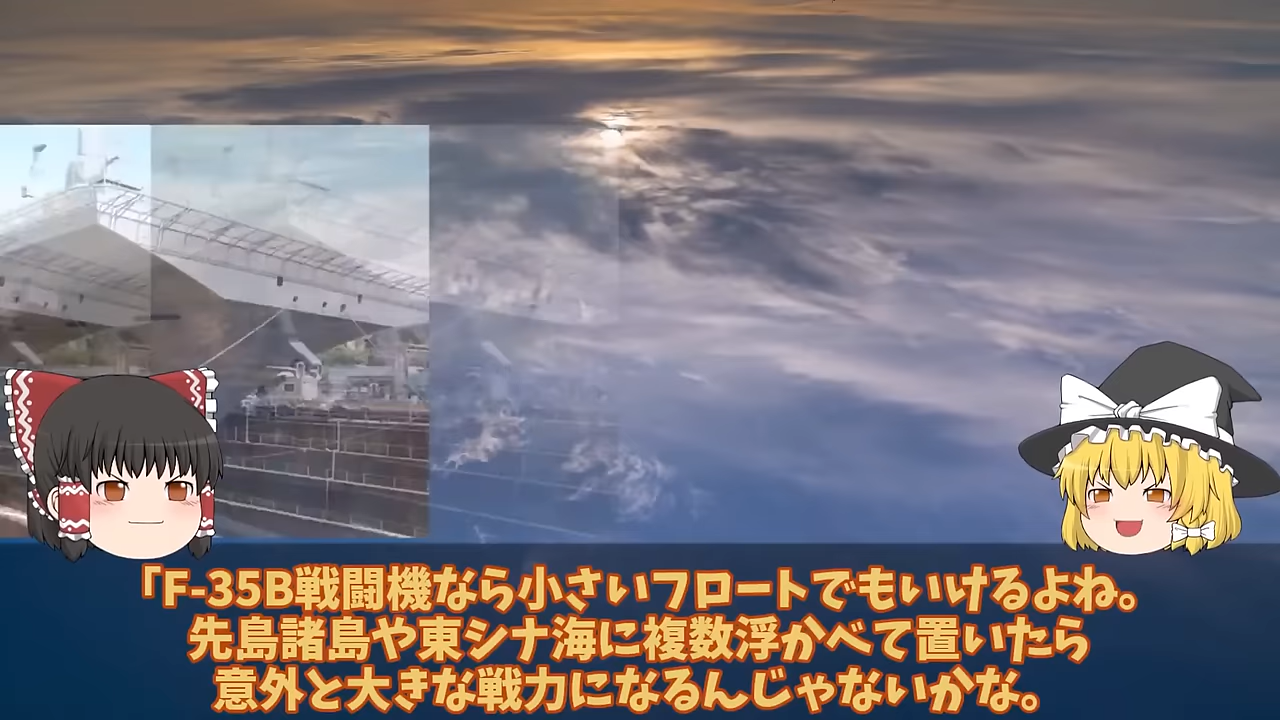 「F-35B戦闘機なら小さいフロートでもいけるよね。
先島諸島や東シナ海に複数浮かべて置いたら
意外と大きな戦力になるんじゃないかな。